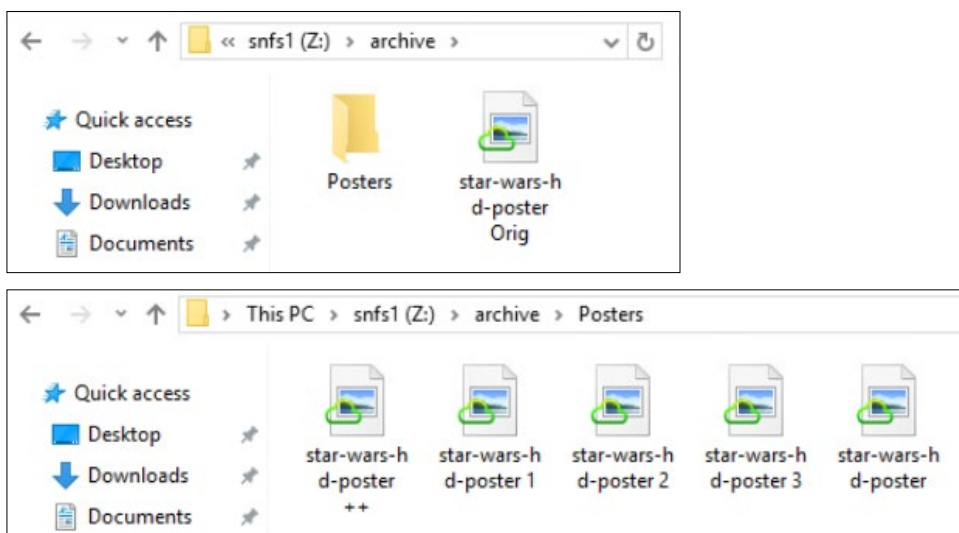 « snfs1 (Z:) > archive >
Quick access
Desktop
Downloads
Documents
Posters
star-wars-h
d-poster
Orig
> This PC > snfs1 (Z:) > archive > Posters
Quick access
Desktop
Downloads
Documents
star-wars-h
d-poster
++
star-wars-h
d-poster 1
star-wars-h
d-poster 2
star-wars-h
d-poster 3
star-wars-h
d-poster